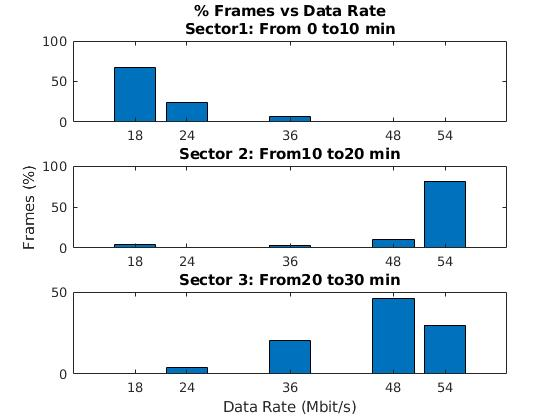 % Frames vs Data Rate
Sector1: From 0 to10 min
100
50
0
18 24 36 48 54
Sector 2: From10 to20 min
Frames (%)
100
50
0
18 24 36 48 54
Sector 3: From20 to30 min
50
0
18 24 36 48 54
Data Rate (Mbit/s)